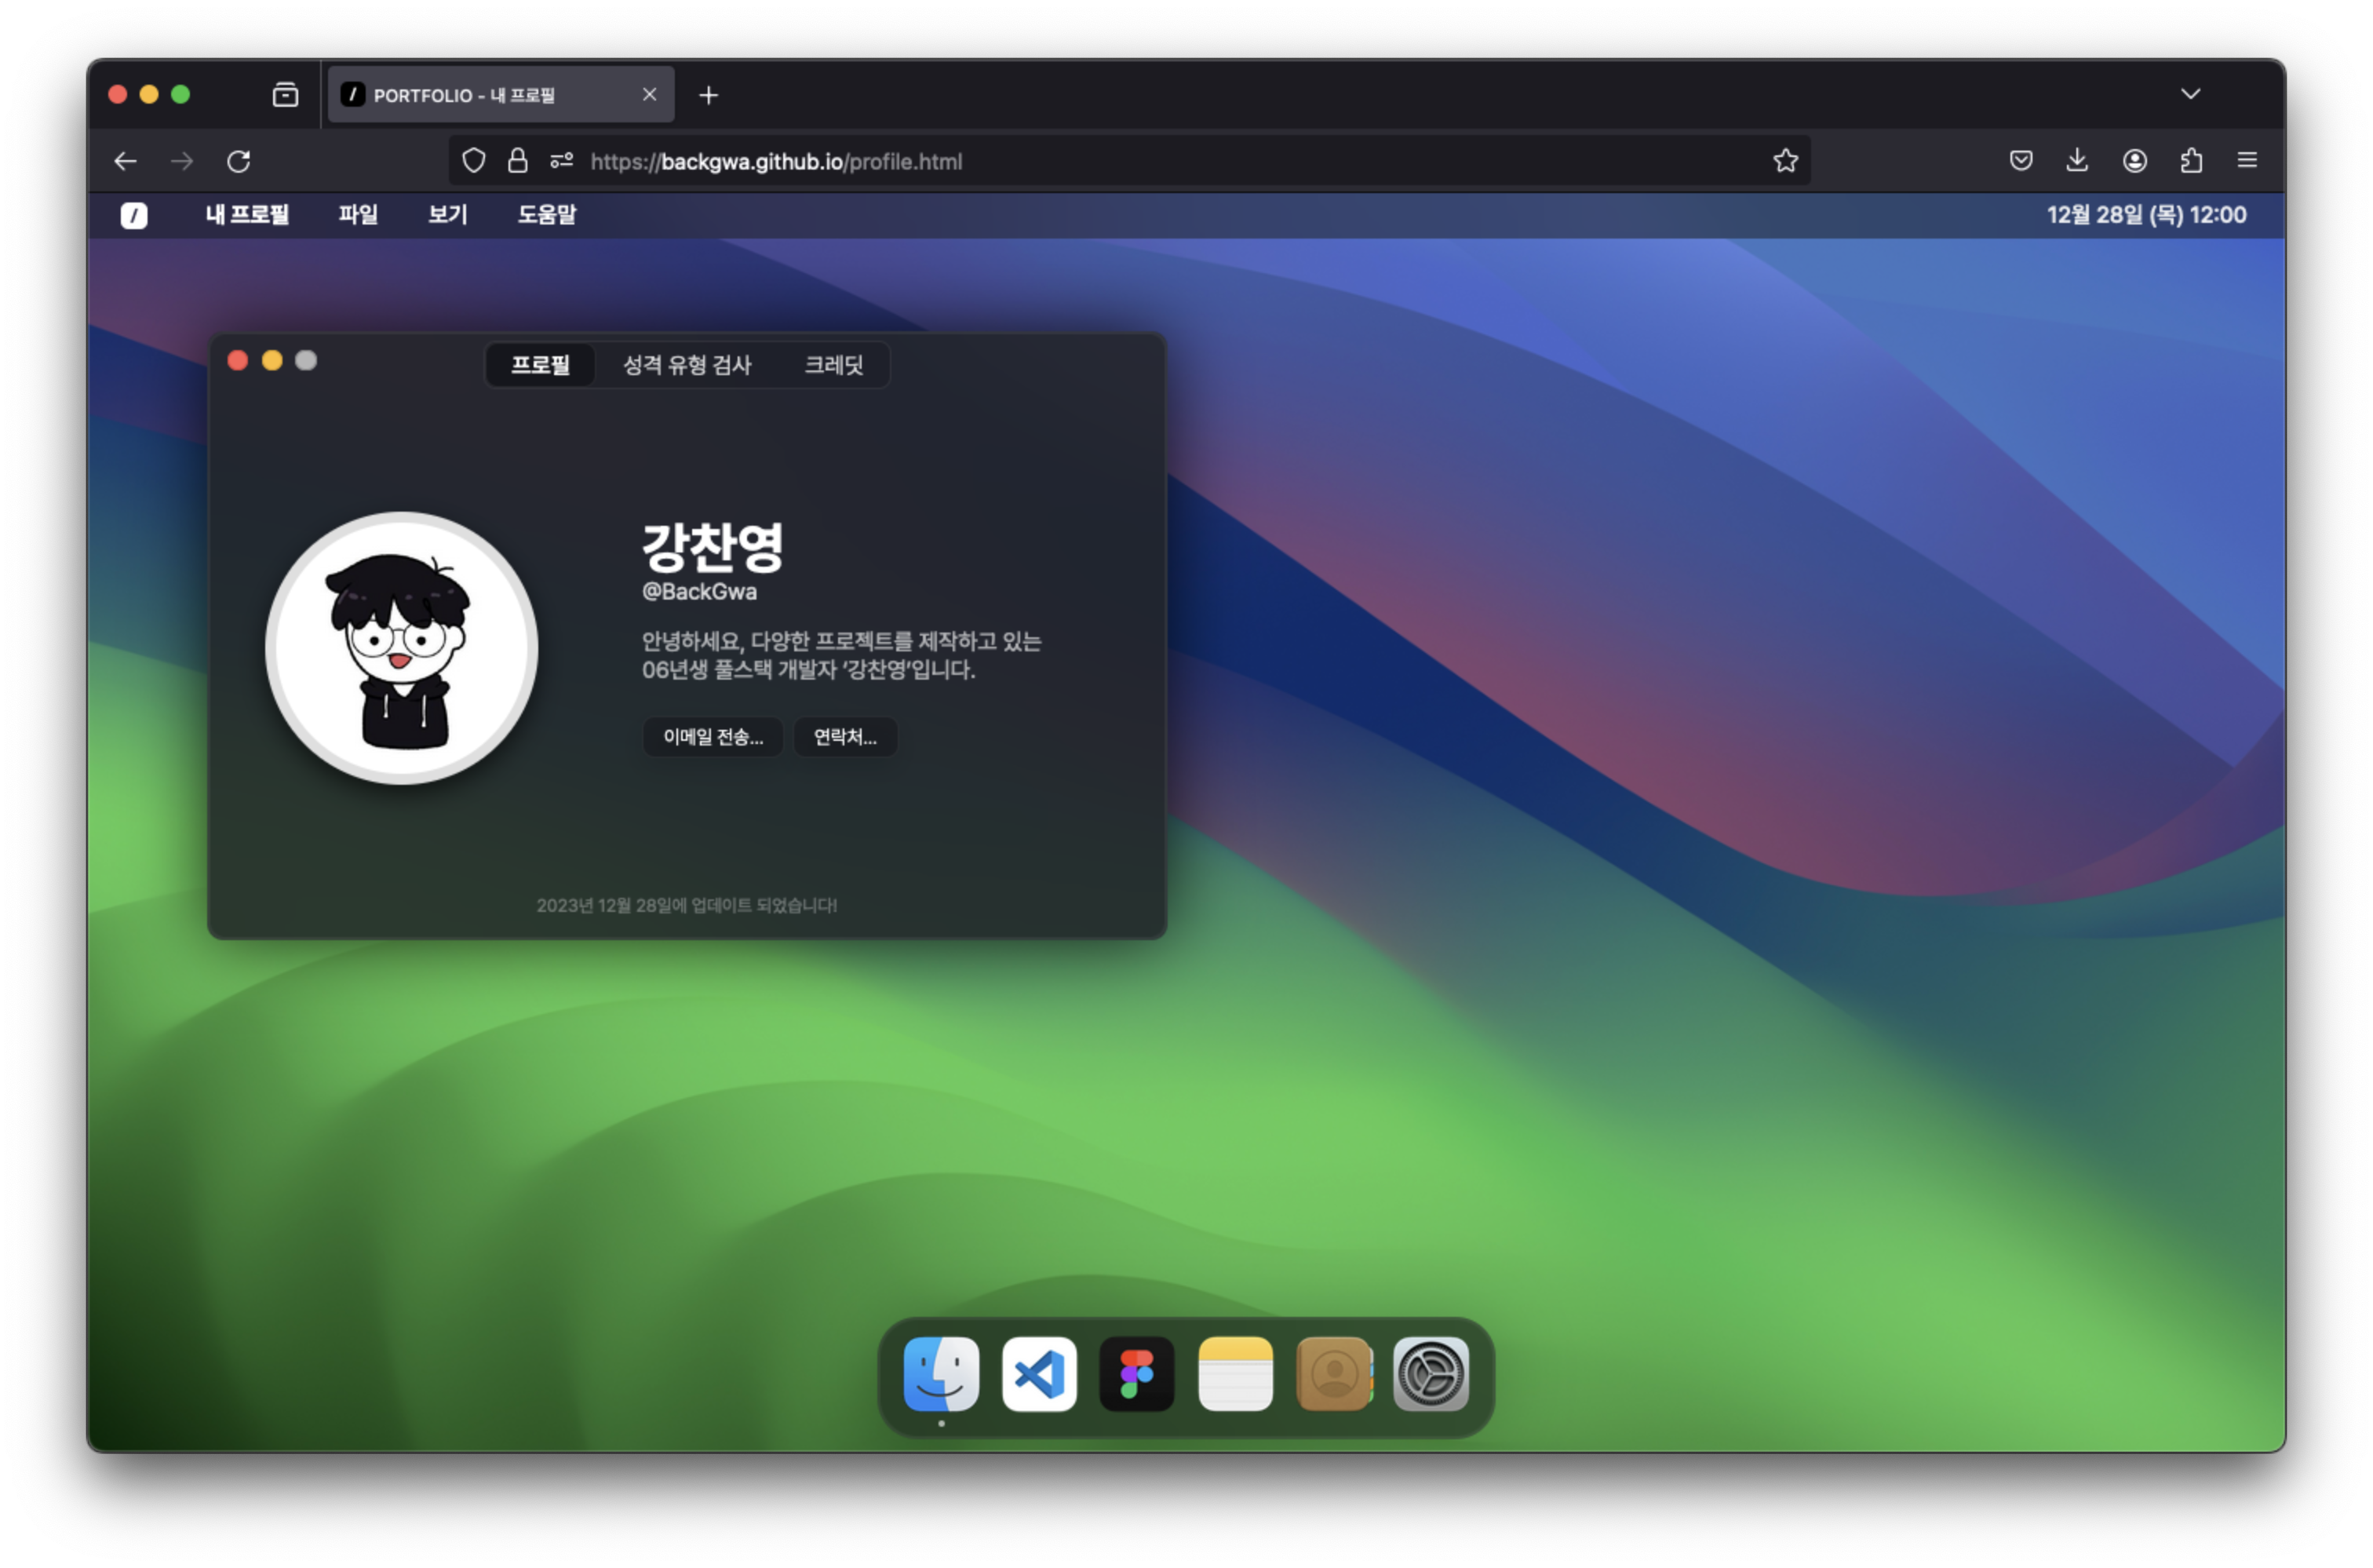 PORTFOLIO - 내 프로필
https://backgwa.github.io/profile.html
내 프로필 파일 보기 도움말 12월 28일 (목) 12:00
프로필 성격 유형 검사 크레딧
강찬영
@BackGwa
안녕하세요, 다양한 프로젝트를 제작하고 있는
06년생 풀스택 개발자 ‘강찬영’입니다.
이메일 전송... 연락처...
2023년 12월 28일에 업데이트 되었습니다!